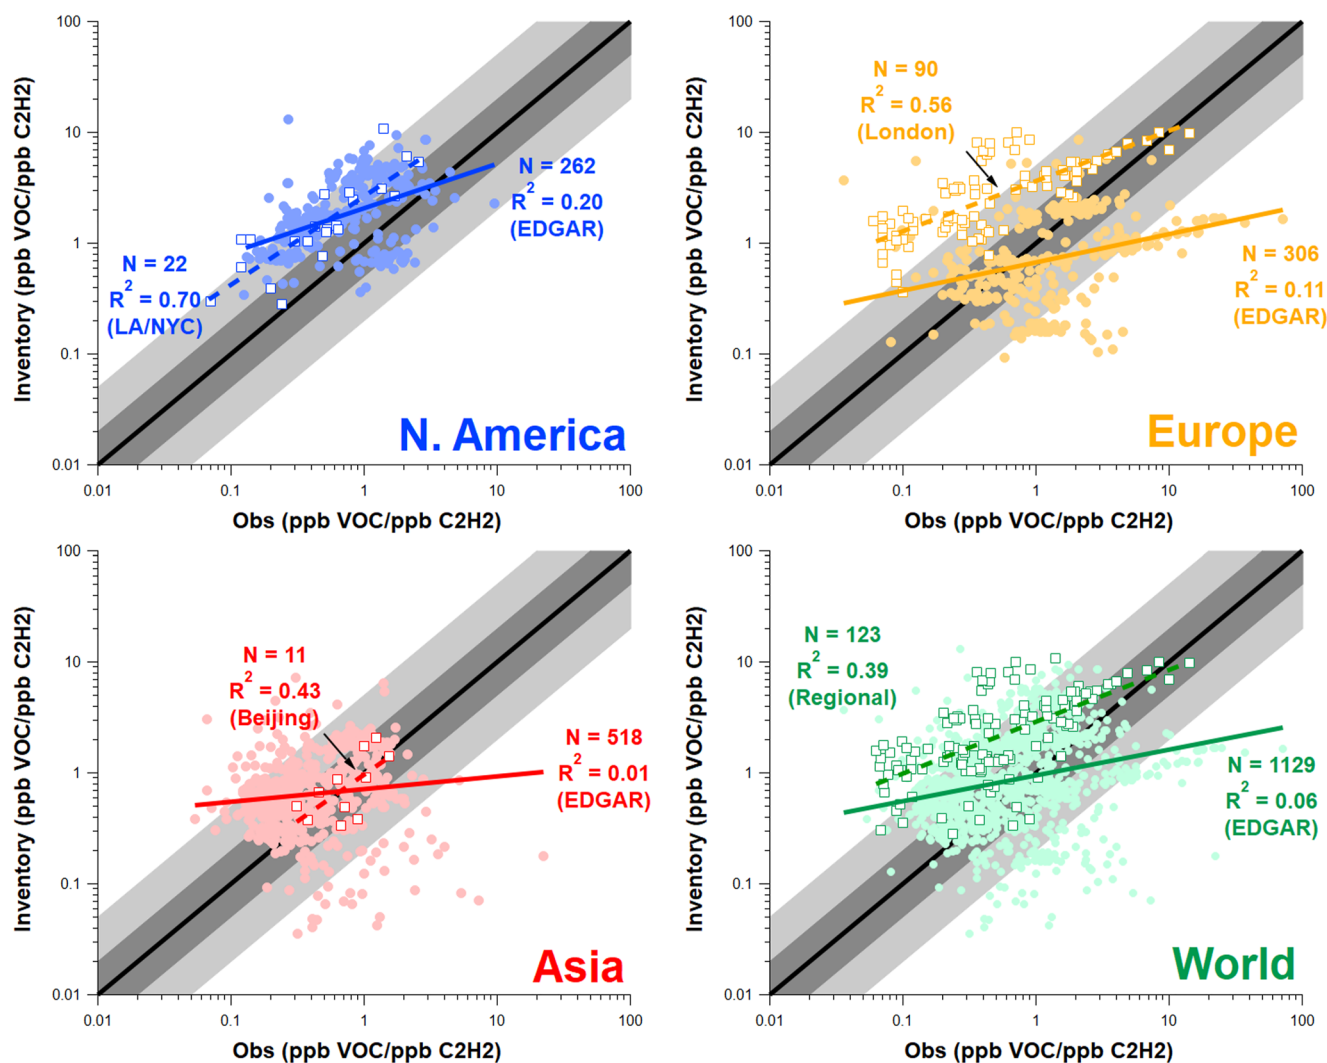 100
10
1
0.1
0.01
Inventory (ppb VOC/ppb C2H2)
N = 262
R2 = 0.20
(EDGAR)
N = 22
R2 = 0.70
(LA/NYC)
N. America
0.01
0.1
1
10
100
Obs (ppb VOC/ppb C2H2)
100
10
1
0.1
0.01
Inventory (ppb VOC/ppb C2H2)
N = 90
R2 = 0.56
(London)
N = 306
R2 = 0.11
(EDGAR)
Europe
0.01
0.1
1
10
100
Obs (ppb VOC/ppb C2H2)
100
10
1
0.1
0.01
Inventory (ppb VOC/ppb C2H2)
N = 11
R2 = 0.43
(Beijing)
N = 518
R2 = 0.01
(EDGAR)
Asia
0.01
0.1
1
10
100
Obs (ppb VOC/ppb C2H2)
100
10
1
0.1
0.01
Inventory (ppb VOC/ppb C2H2)
N = 123
R2 = 0.39
(Regional)
N = 1129
R2 = 0.06
(EDGAR)
World
0.01
0.1
1
10
100
Obs (ppb VOC/ppb C2H2)